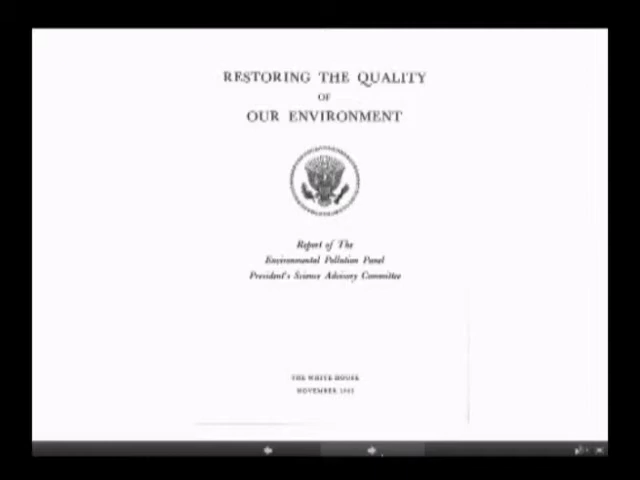 RESTORING THE QUALITY
OF
OUR ENVIRONMENT
Report of The
Environmental Pollution Panel
President's Science Advisory Committee
THE WHITE HOUSE
NOVEMBER 1965